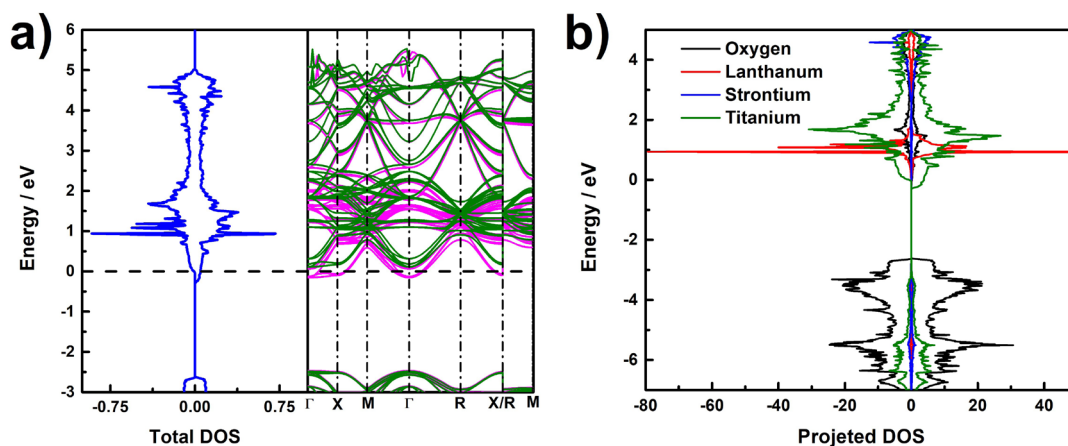 a)
Energy / eV
6
5
4
3
2
1
0
-1
-2
-3
-0.75 0.00 0.75
Total DOS
Γ X M Γ R X/R M
b)
Energy / eV
4
2
0
-2
-4
-6
Oxygen
Lanthanum
Strontium
Titanium
-80 -60 -40 -20 0 20 40
Projeted DOS